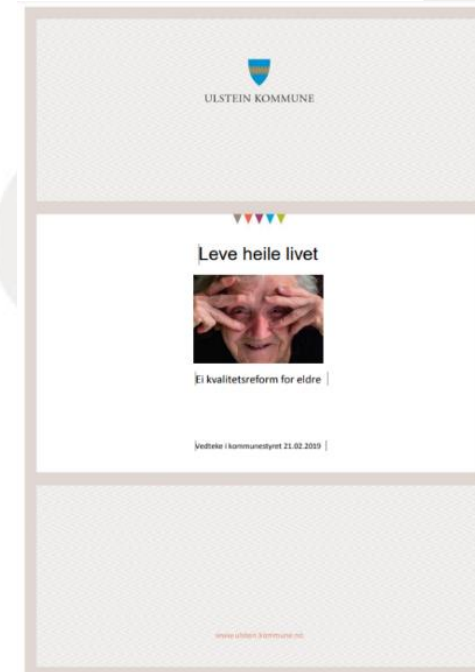 ULSTEIN KOMMUNE
Leve heile livet
Ei kvalitetsreform for eldre
Vedteke i kommunestyret 21.02.2019
www.ulstein.kommune.no